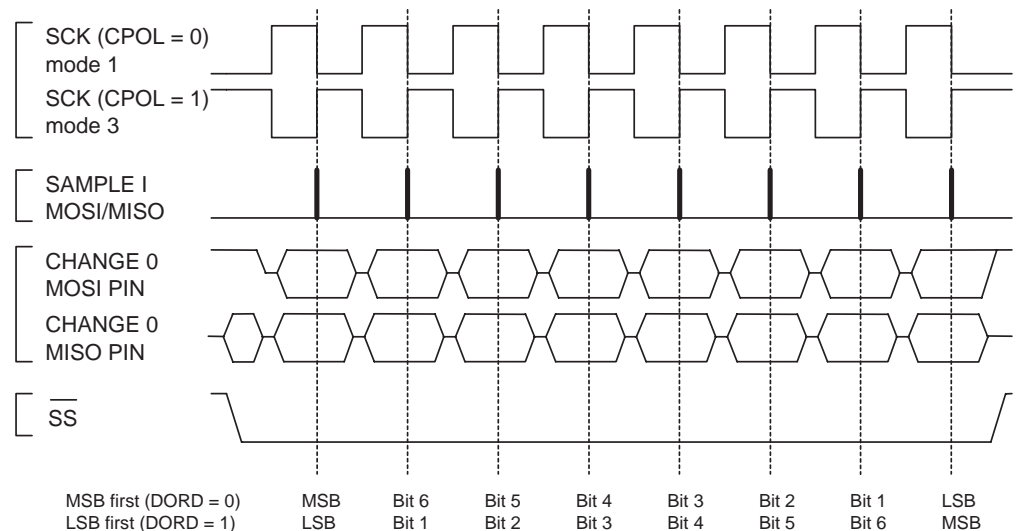 SCK (CPOL = 0)
mode 1
SCK (CPOL = 1)
mode 3
SAMPLE I
MOSI/MISO
CHANGE 0
MOSI PIN
CHANGE 0
MISO PIN
SS
MSB first (DORD = 0) MSB Bit 6 Bit 5 Bit 4 Bit 3 Bit 2 Bit 1 LSB
LSB first (DORD = 1) LSB Bit 1 Bit 2 Bit 3 Bit 4 Bit 5 Bit 6 MSB